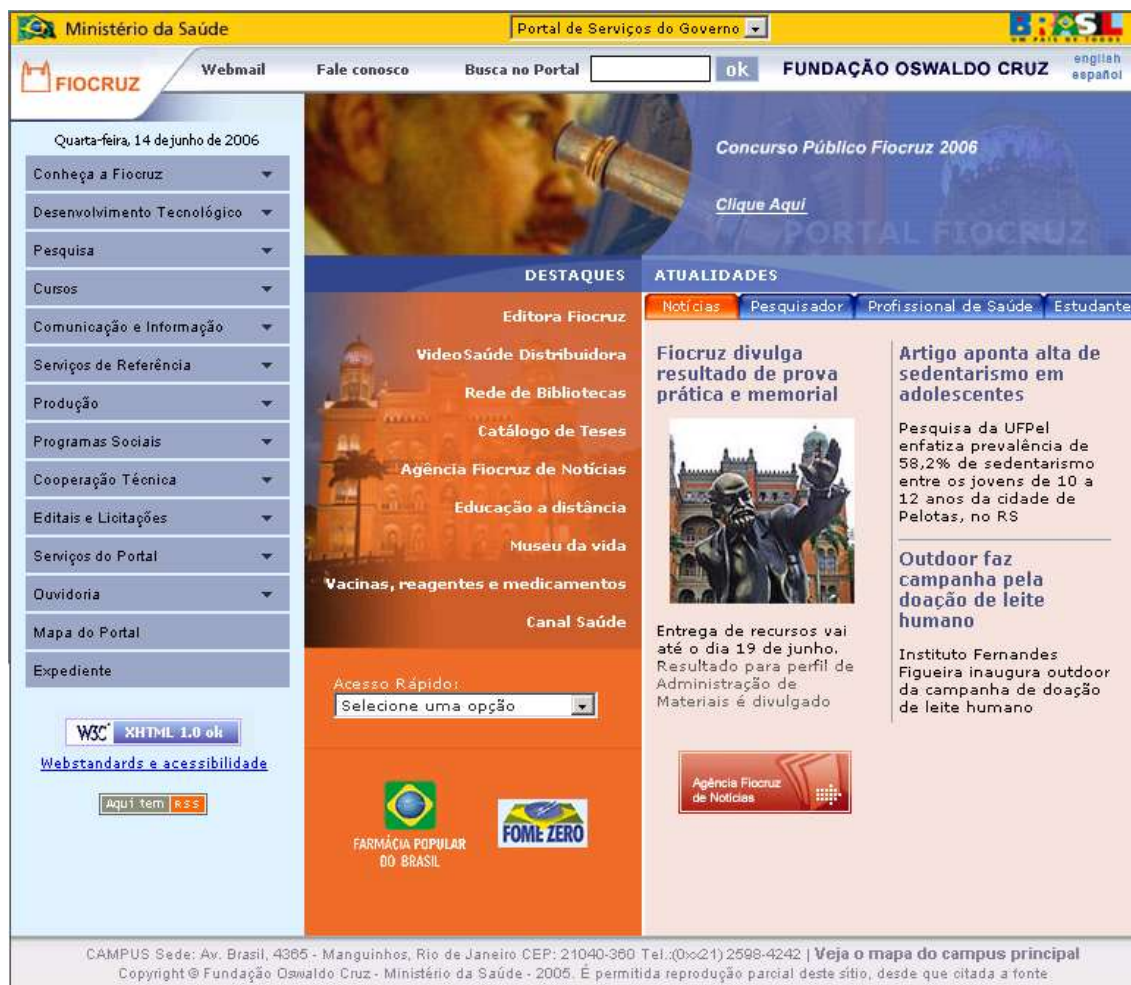 Ministério da Saúde
Portal de Serviços do Governo
BRASIL
UM PAÍS DE TODOS
FIOCRUZ
Webmail
Fale conosco
Busca no Portal
ok
FUNDAÇÃO OSWALDO CRUZ
english
español
Quarta-feira, 14 de junho de 2006
Conheça a Fiocruz
Desenvolvimento Tecnológico
Pesquisa
Cursos
Comunicação e Informação
Serviços de Referência
Produção
Programas Sociais
Cooperação Técnica
Editais e Licitações
Serviços do Portal
Ouvidoria
Mapa do Portal
Expediente
W3C XHTML 1.0 ok
Webstandards e acessibilidade
Aqui tem RSS
Concurso Público Fiocruz 2006
Clique Aqui
PORTAL FIOCRUZ
DESTAQUES
Editora Fiocruz
VideoSaúde Distribuidora
Rede de Bibliotecas
Catálogo de Teses
Agência Fiocruz de Notícias
Educação a distância
Museu da vida
Vacinas, reagentes e medicamentos
Canal Saúde
Acesso Rápido:
Selecione uma opção
FARMÁCIA POPULAR
DO BRASIL
FOME ZERO
ATUALIDADES
Notícias
Pesquisador
Profissional de Saúde
Estudante
Fiocruz divulga
resultado de prova
prática e memorial
Entrega de recursos vai
até o dia 19 de junho.
Resultado para perfil de
Administração de
Materiais é divulgado
Agência Fiocruz
de Notícias
Artigo aponta alta de
sedentarismo em
adolescentes
Pesquisa da UFPel
enfatiza prevalência de
58,2% de sedentarismo
entre os jovens de 10 a
12 anos da cidade de
Pelotas, no RS
Outdoor faz
campanha pela
doação de leite
humano
Instituto Fernandes
Figueira inaugura outdoor
da campanha de doação
de leite humano
CAMPUS Sede: Av. Brasil, 4365 - Manguinhos, Rio de Janeiro CEP: 21040-360 Tel.:(0xx21) 2598-4242 | Veja o mapa do campus principal
Copyright © Fundação Oswaldo Cruz - Ministério da Saúde - 2005. É permitida reprodução parcial deste sítio, desde que citada a fonte